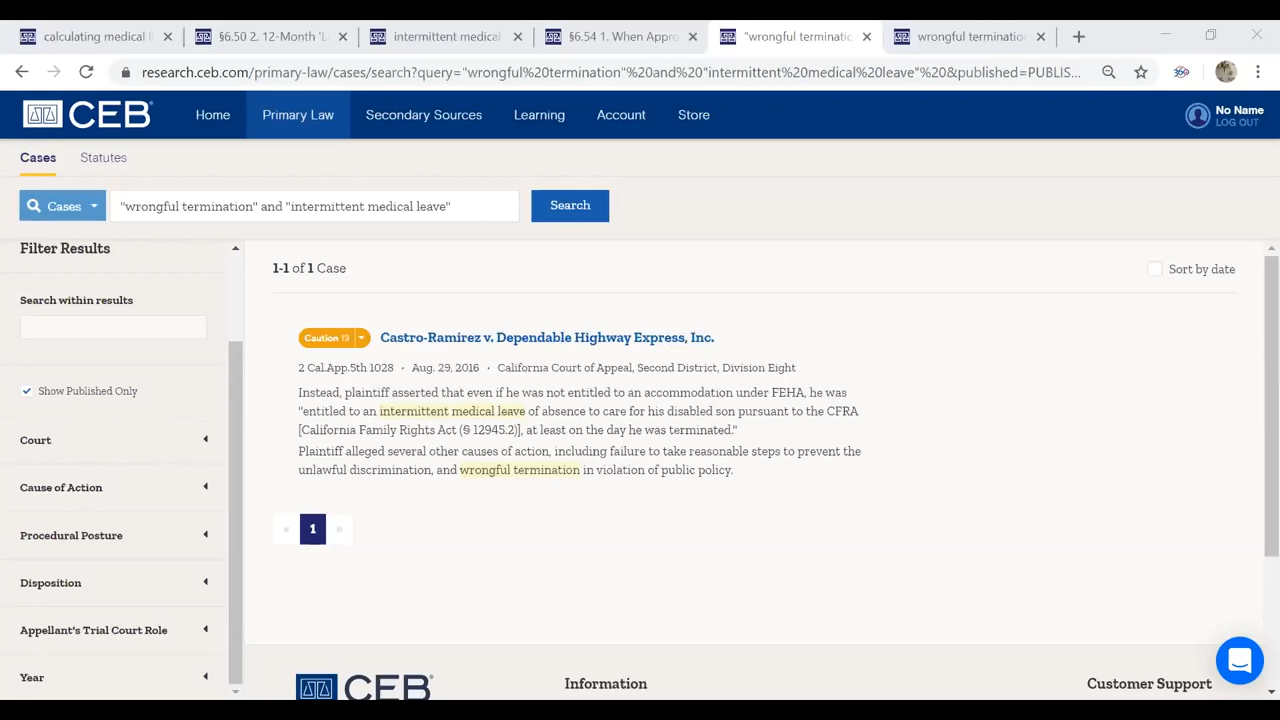 calculating medical l
§6.50 2. 12-Month 'L
intermittent medical
§6.54 1. When Appro
"wrongful terminatic
wrongful terminatio
research.ceb.com/primary-law/cases/search?query="wrongful%20termination"%20and%20"intermittent%20medical%20leave"%20&published=PUBLIS...
360
CEB
Home
Primary Law
Secondary Sources
Learning
Account
Store
No Name
LOG OUT
Cases
Statutes
Cases
"wrongful termination" and "intermittent medical leave"
Search
Filter Results
Search within results
Show Published Only
Court
Cause of Action
Procedural Posture
Disposition
Appellant's Trial Court Role
Year
1-1 of 1 Case
Sort by date
Caution 13
Castro-Ramirez v. Dependable Highway Express, Inc.
2 Cal.App.5th 1028 • Aug. 29, 2016 • California Court of Appeal, Second District, Division Eight
Instead, plaintiff asserted that even if he was not entitled to an accommodation under FEHA, he was
"entitled to an intermittent medical leave of absence to care for his disabled son pursuant to the CFRA
[California Family Rights Act (§ 12945.2)], at least on the day he was terminated."
Plaintiff alleged several other causes of action, including failure to take reasonable steps to prevent the
unlawful discrimination, and wrongful termination in violation of public policy.
«
1
»
CEB
Information
Customer Support